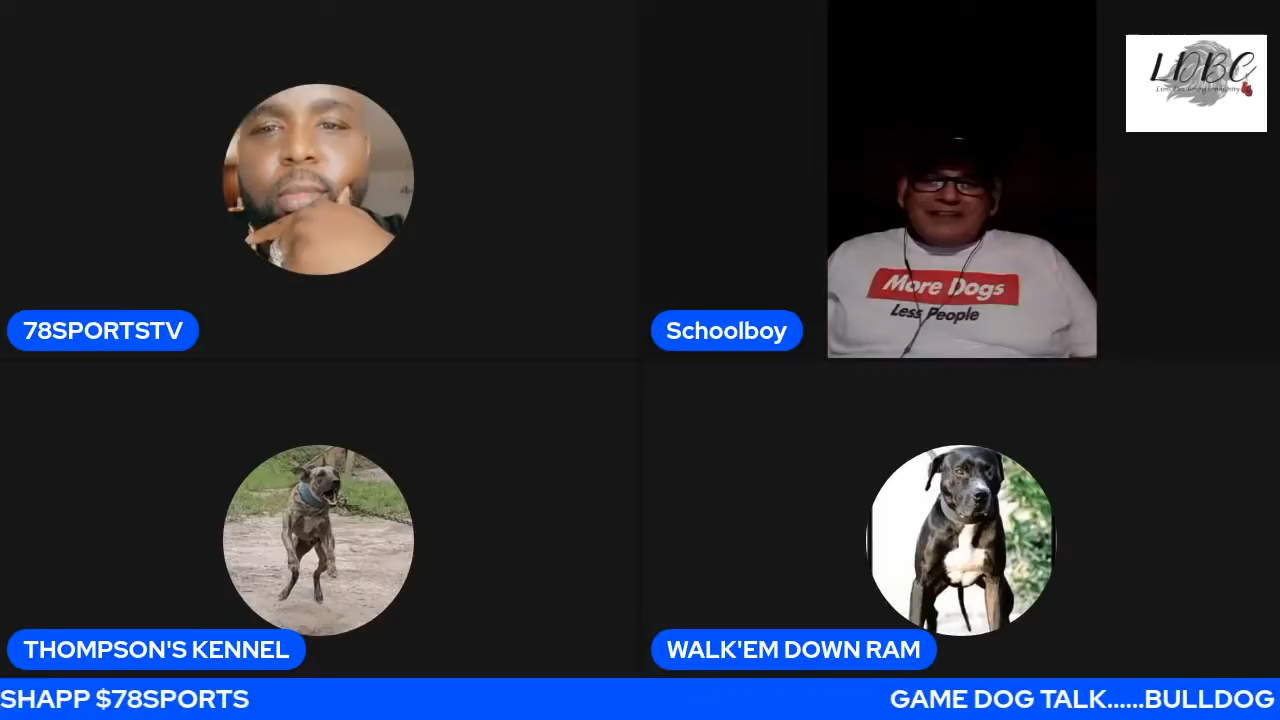 LDBC
78SPORTSTV
Schoolboy
More Dogs
Less People
THOMPSON'S KENNEL
WALK'EM DOWN RAM
SHAPP $78SPORTS
GAME DOG TALK......BULLDOG